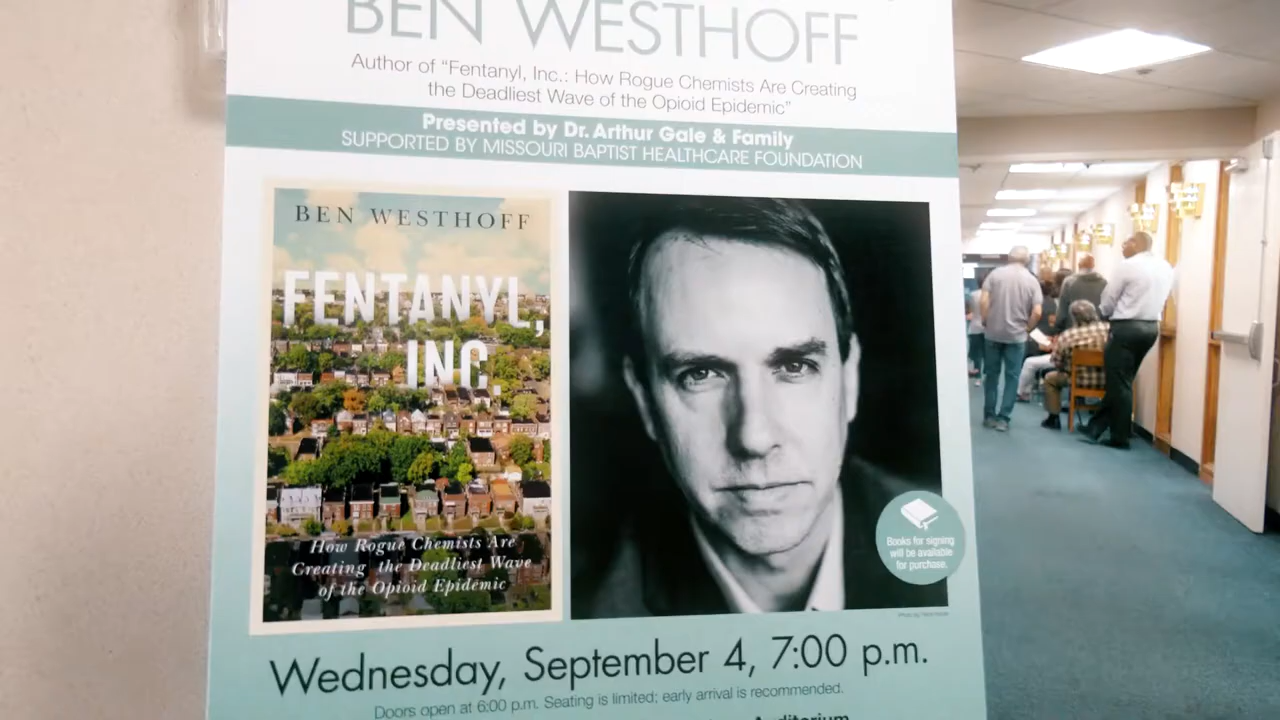 BEN WESTHOFF
Author of “Fentanyl, Inc.: How Rogue Chemists Are Creating
the Deadliest Wave of the Opioid Epidemic”
Presented by Dr. Arthur Gale & Family
SUPPORTED BY MISSOURI BAPTIST HEALTHCARE FOUNDATION
BEN WESTHOFF
FENTANYL,
INC.
How Rogue Chemists Are
Creating the Deadliest Wave
of the Opioid Epidemic
Books for signing
will be available
for purchase.
Wednesday, September 4, 7:00 p.m.
Doors open at 6:00 p.m. Seating is limited; early arrival is recommended.
Auditorium